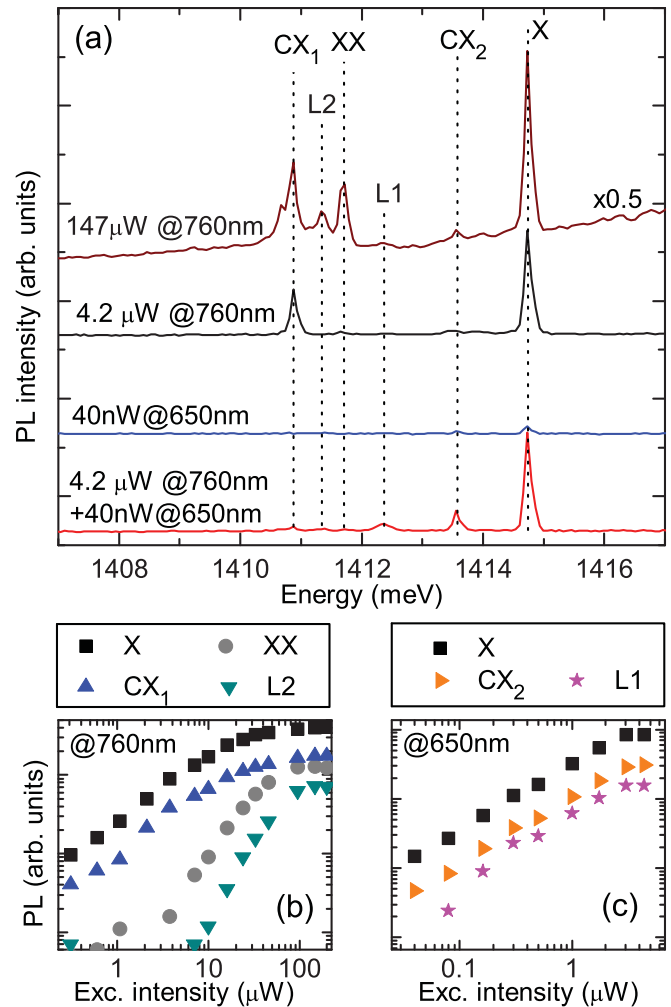 (a)
CX1 XX CX2 X
L2
L1
x0.5
147μW @760nm
4.2 μW @760nm
40nW@650nm
4.2 μW @760nm
+40nW@650nm
PL intensity (arb. units)
1408 1410 1412 1414 1416
Energy (meV)
X XX
CX1 L2
X
CX2 L1
@760nm
(b)
PL (arb. units)
1 10 100
Exc. intensity (μW)
@650nm
(c)
0.1 1
Exc. intensity (μW)